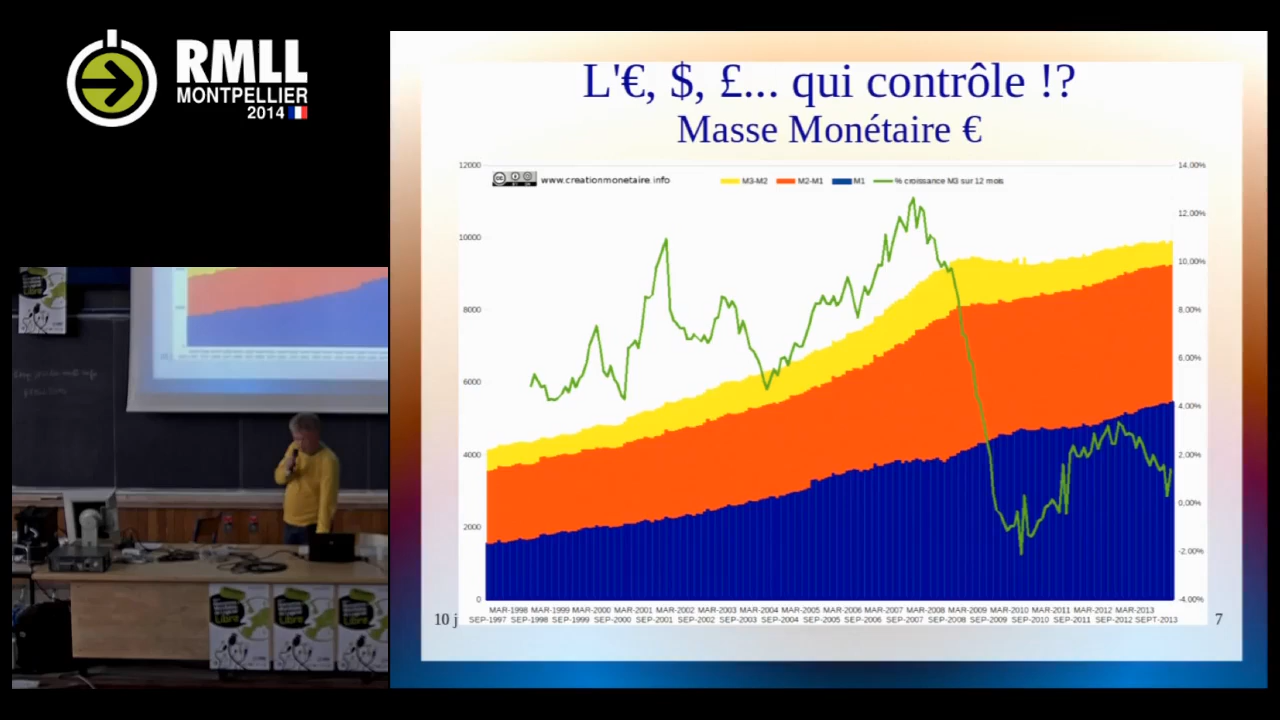 RMLL
MONTPELLIER
2014
L'€, $, £... qui contrôle !?
Masse Monétaire €
www.creationmonetaire.info
M3-M2 M2-M1 M1 % croissance M3 sur 12 mois
12000
10000
8000
6000
4000
2000
0
14,00%
12,00%
10,00%
8,00%
6,00%
4,00%
2,00%
0,00%
-2,00%
-4,00%
MAR-1998 MAR-1999 MAR-2000 MAR-2001 MAR-2002 MAR-2003 MAR-2004 MAR-2005 MAR-2006 MAR-2007 MAR-2008 MAR-2009 MAR-2010 MAR-2011 MAR-2012 MAR-2013
SEP-1997 SEP-1998 SEP-1999 SEP-2000 SEP-2001 SEP-2002 SEP-2003 SEP-2004 SEP-2005 SEP-2006 SEP-2007 SEP-2008 SEP-2009 SEP-2010 SEP-2011 SEP-2012 SEPT-2013
10 j
7
Libre